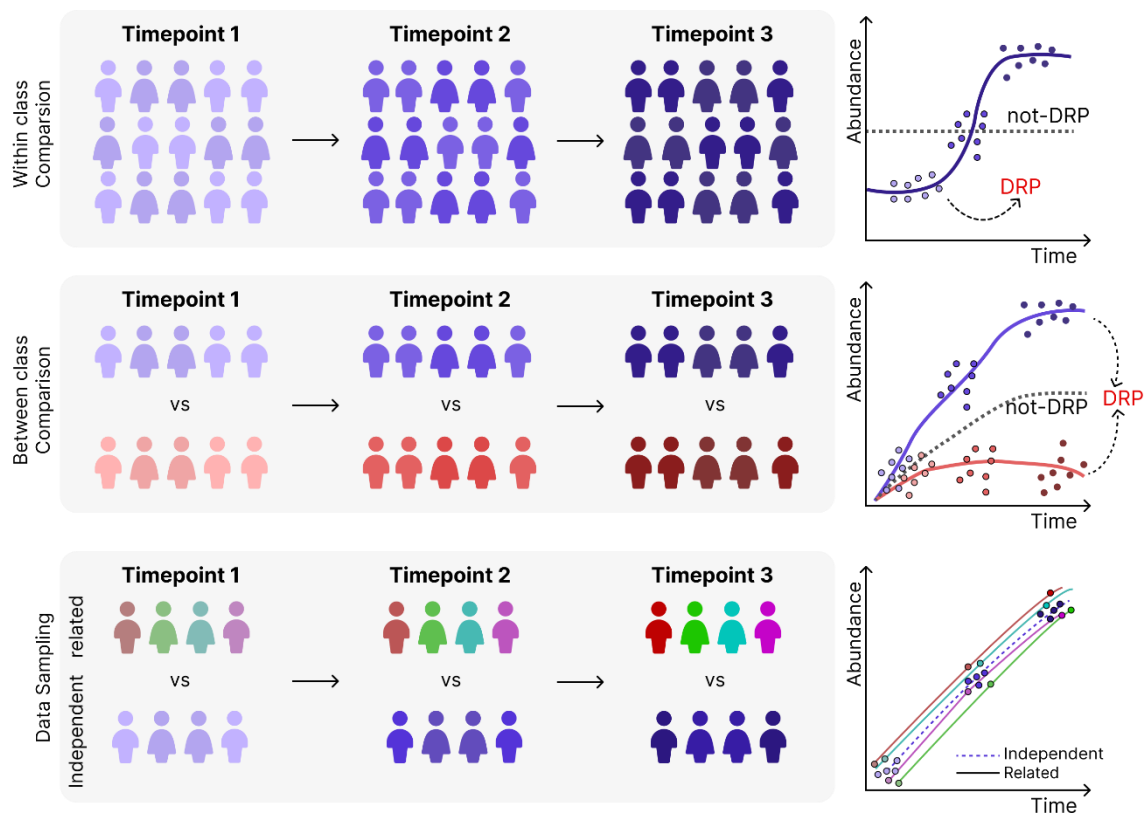 Within class
Comparsion
Timepoint 1
Timepoint 2
Timepoint 3
Abundance
not-DRP
DRP
Time
Between class
Comparison
Timepoint 1
Timepoint 2
Timepoint 3
vs
vs
vs
Abundance
not-DRP
DRP
Time
Data Sampling
Independent
related
Timepoint 1
Timepoint 2
Timepoint 3
vs
vs
vs
Abundance
Independent
Related
Time